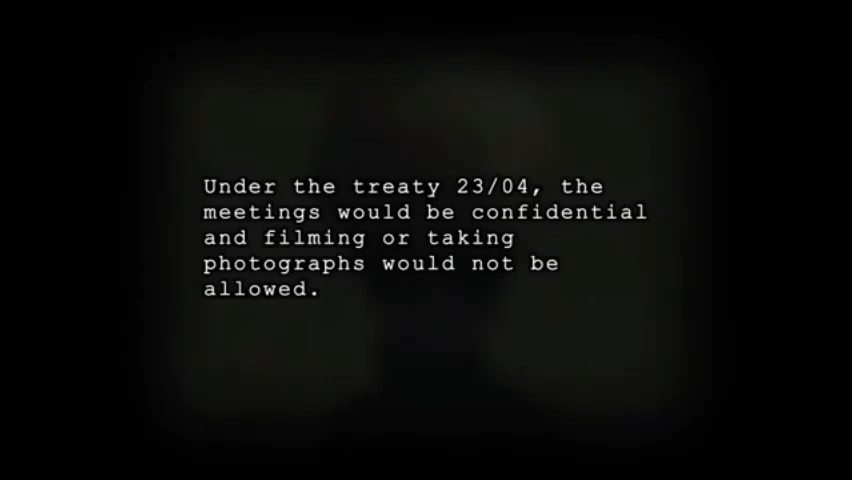 Under the treaty 23/04, the
meetings would be confidential
and filming or taking
photographs would not be
allowed.